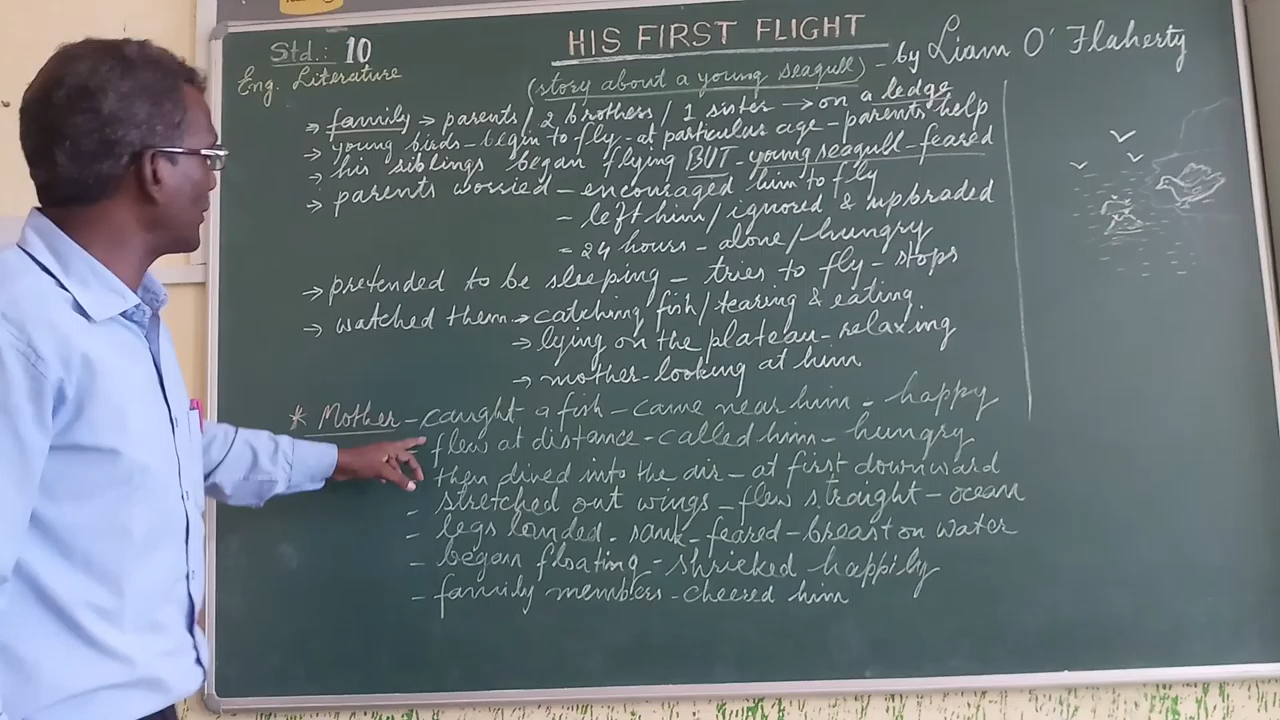 Std.: 10
Eng. Literature
HIS FIRST FLIGHT
(story about a young seagull) - by Liam O' Flaherty
→ family → parents / 2 brothers / 1 sister → on a ledge
→ young birds - begin to fly - at particular age - parents help
→ his siblings began flying BUT - young seagull - feared
→ parents worried - encouraged him to fly
- left him / ignored & upbraded
- 24 hours - alone / hungry
→ pretended to be sleeping - tries to fly - stops
→ watched them → catching fish / tearing & eating
→ lying on the plateau - relaxing
→ mother - looking at him
* Mother - caught a fish - came near him - happy
- flew at distance - called him - hungry
then dived into the air - at first downward
- stretched out wings - flew straight - ocean
- legs landed - sank - feared - breast on water
- began floating - shrieked happily
- family members - cheered him